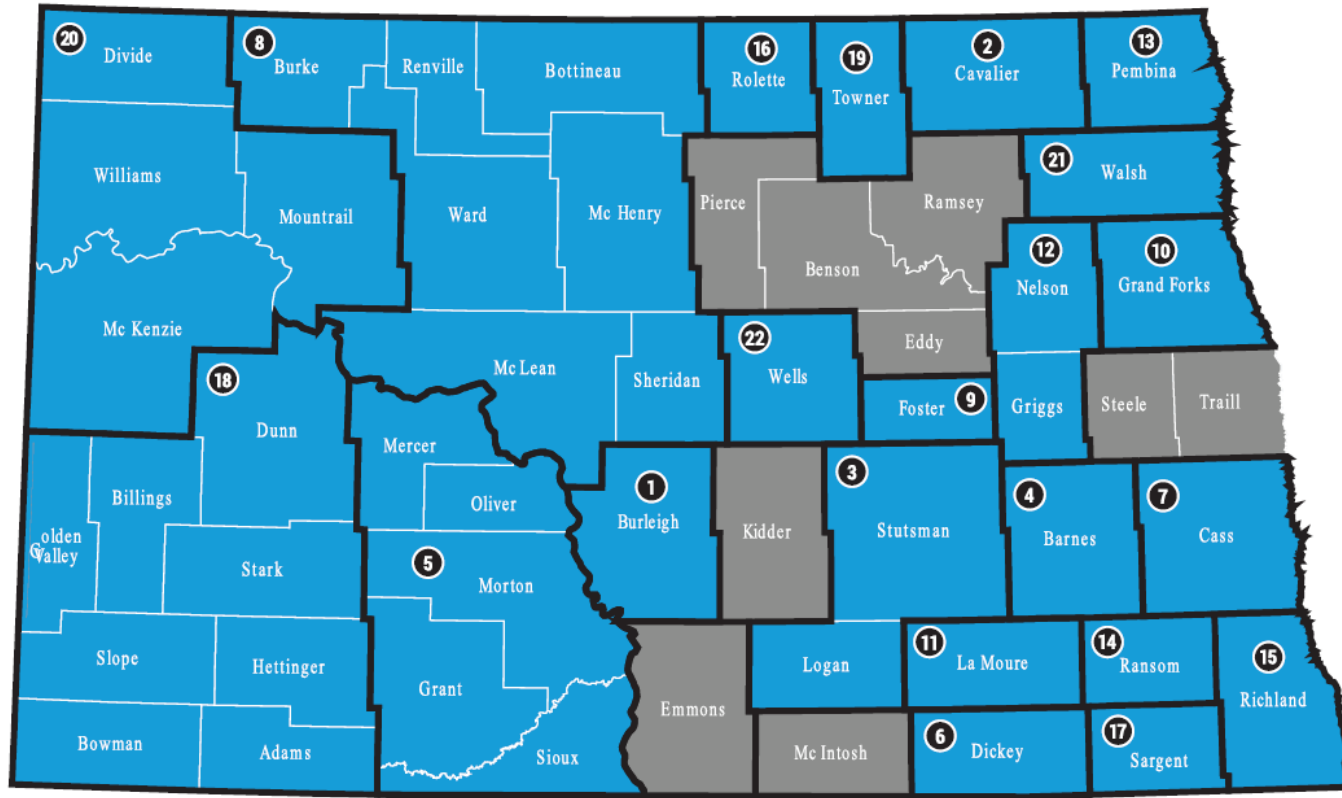 20
Divide
8
Burke
Renville
Bottineau
16
Rolette
19
Towner
2
Cavalier
13
Pembina
21
Walsh
Williams
Mountrail
Ward
Mc Henry
Pierce
Ramsey
Benson
12
Nelson
10
Grand Forks
Mc Kenzie
Eddy
18
Dunn
Mc Lean
Sheridan
22
Wells
Foster
9
Griggs
Steele
Traill
Mercer
Oliver
1
Burleigh
Kidder
3
Stutsman
4
Barnes
7
Cass
Golden
Valley
Billings
Stark
5
Morton
Slope
Hettinger
Grant
Emmons
Logan
11
La Moure
14
Ransom
15
Richland
Bowman
Adams
Sioux
Mc Intosh
6
Dickey
17
Sargent